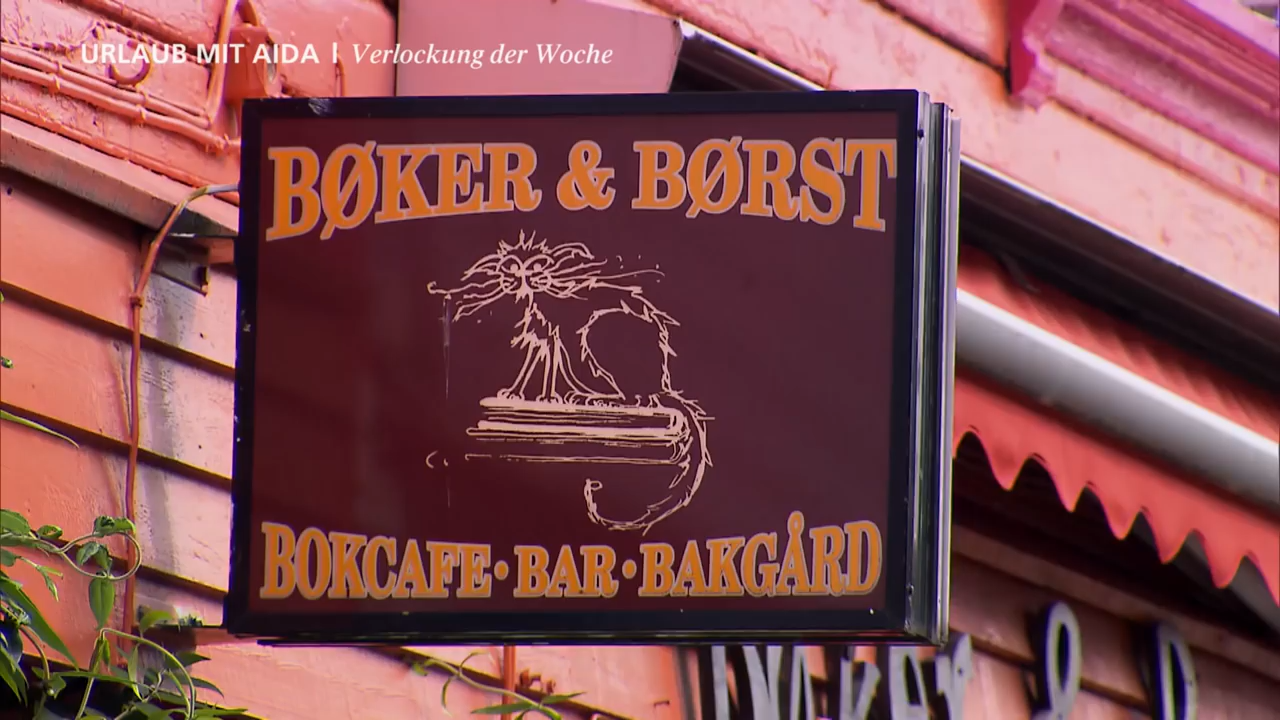 URLAUB MIT AIDA | Verlockung der Woche
BØKER & BØRST
BOKCAFE • BAR • BAKGÅRD